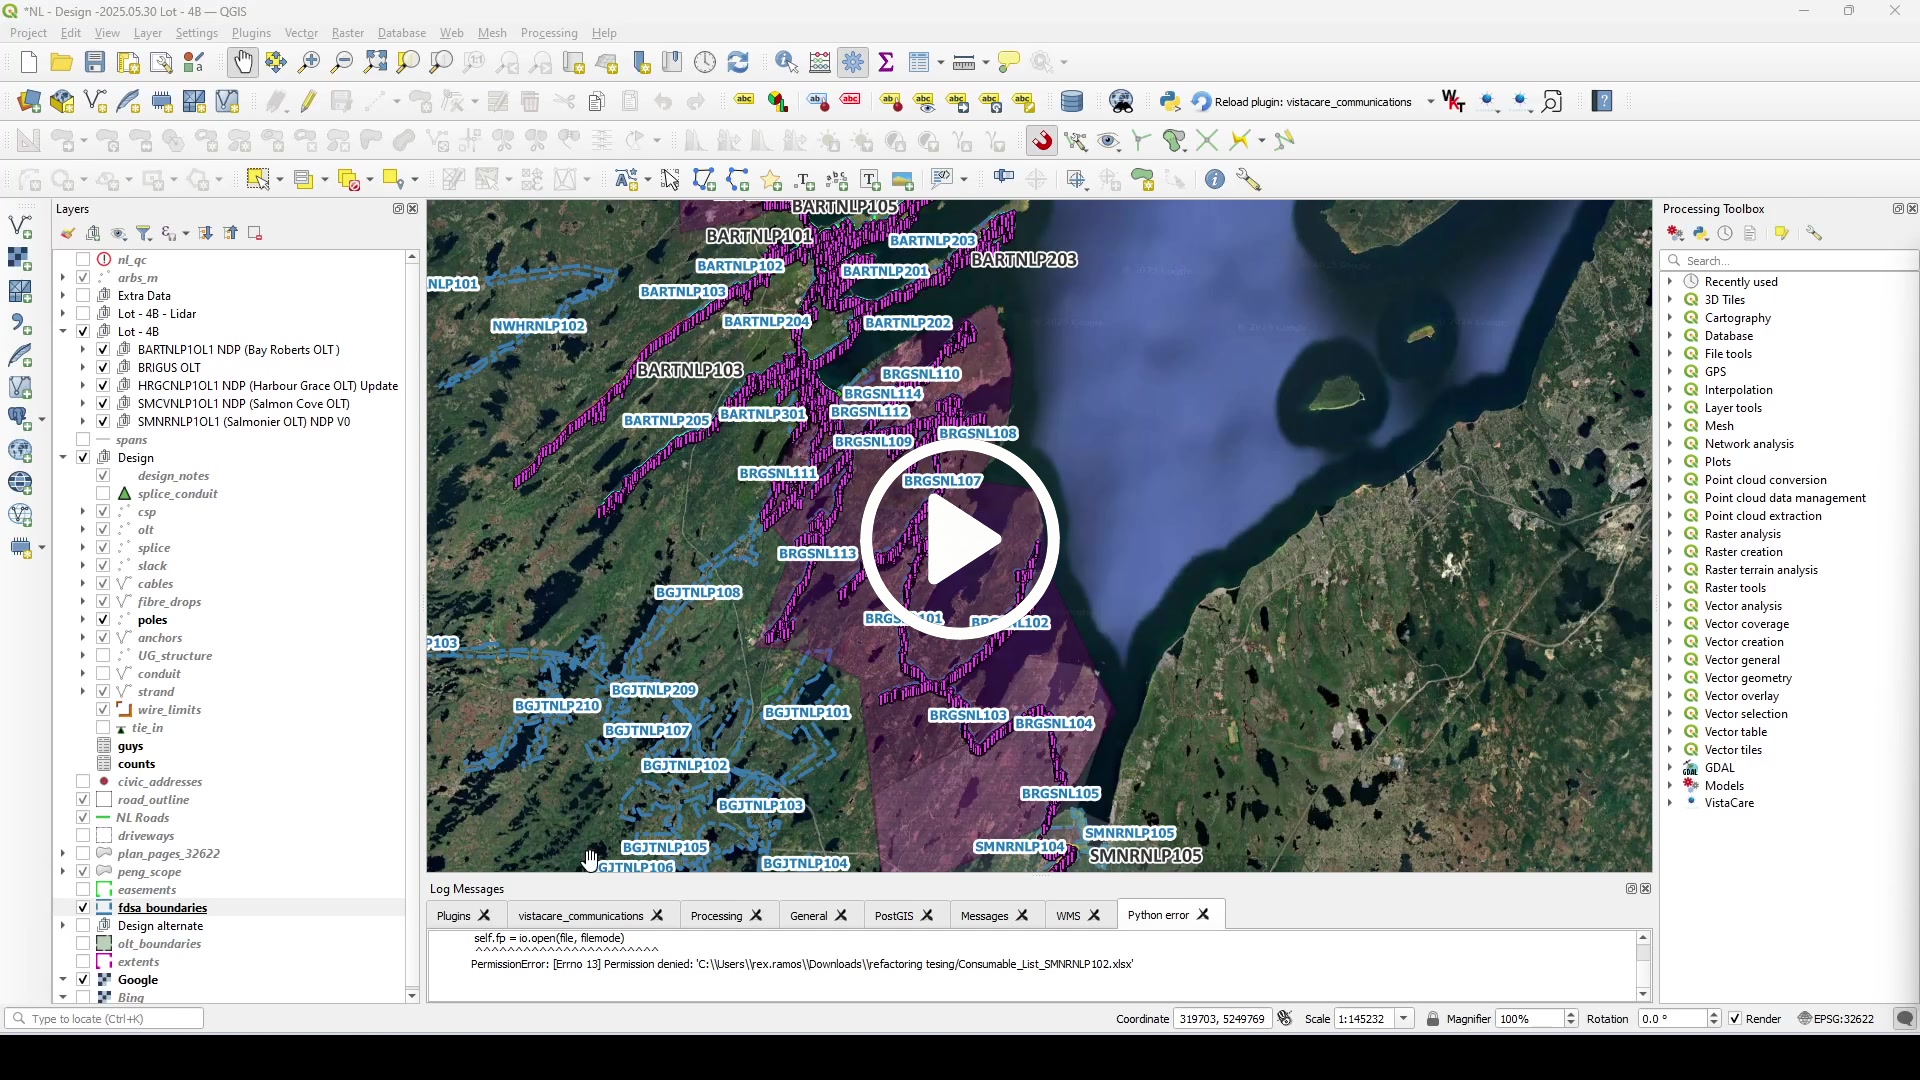 *NL - Design -2025.05.30 Lot - 4B — QGIS
Project Edit View Layer Settings Plugins Vector Raster Database Web Mesh Processing Help
Reload plugin: vistacare_communications
Layers
nl_qc
arbs_m
Extra Data
Lot - 4B - Lidar
Lot - 4B
BARTNLP1OL1 NDP (Bay Roberts OLT )
BRIGUS OLT
HRGCNLP1OL1 NDP (Harbour Grace OLT) Update
SMCVNLP1OL1 NDP (Salmon Cove OLT)
SMNRNLP1OL1 (Salmonier OLT) NDP V0
spans
Design
design_notes
splice_conduit
csp
olt
splice
slack
cables
fibre_drops
poles
anchors
UG_structure
conduit
strand
wire_limits
tie_in
guys
counts
civic_addresses
road_outline
NL Roads
driveways
plan_pages_32622
peng_scope
easements
fdsa_boundaries
Design alternate
olt_boundaries
extents
Google
Bing
BARTNLP105
BARTNLP101
BARTNLP203
BARTNLP203
BARTNLP102
BARTNLP201
NLP101
BARTNLP103
NWHRNLP102
BARTNLP204
BARTNLP202
BARTNLP103
BRGSNL110
BRGSNL114
BARTNLP205
BARTNLP301
BRGSNL112
BRGSNL109
BRGSNL108
BRGSNL111
BRGSNL107
BRGSNL113
BGJTNLP108
BRGSNL101
BRGSNL102
P103
BGJTNLP209
BGJTNLP210
BGJTNLP101
BRGSNL103
BRGSNL104
BGJTNLP107
BGJTNLP102
BRGSNL105
BGJTNLP103
SMNRNLP105
BGJTNLP105
SMNRNLP104
SMNRNLP105
GJTNLP106
BGJTNLP104
Processing Toolbox
Search...
Recently used
3D Tiles
Cartography
Database
File tools
GPS
Interpolation
Layer tools
Mesh
Network analysis
Plots
Point cloud conversion
Point cloud data management
Point cloud extraction
Raster analysis
Raster creation
Raster terrain analysis
Raster tools
Vector analysis
Vector coverage
Vector creation
Vector general
Vector geometry
Vector overlay
Vector selection
Vector table
Vector tiles
GDAL
Models
VistaCare
Log Messages
Plugins vistacare_communications Processing General PostGIS Messages WMS Python error
self.fp = io.open(file, filemode)
^^^^^^^^^^^^^^^^^^^^^^^
PermissionError: [Errno 13] Permission denied: 'C:\\Users\\rex.ramos\\Downloads\\refactoring tesing/Consumable_List_SMNRNLP102.xlsx'
Type to locate (Ctrl+K)
Coordinate 319703, 5249769 Scale 1:145232 Magnifier 100% Rotation 0.0 ° Render EPSG:32622